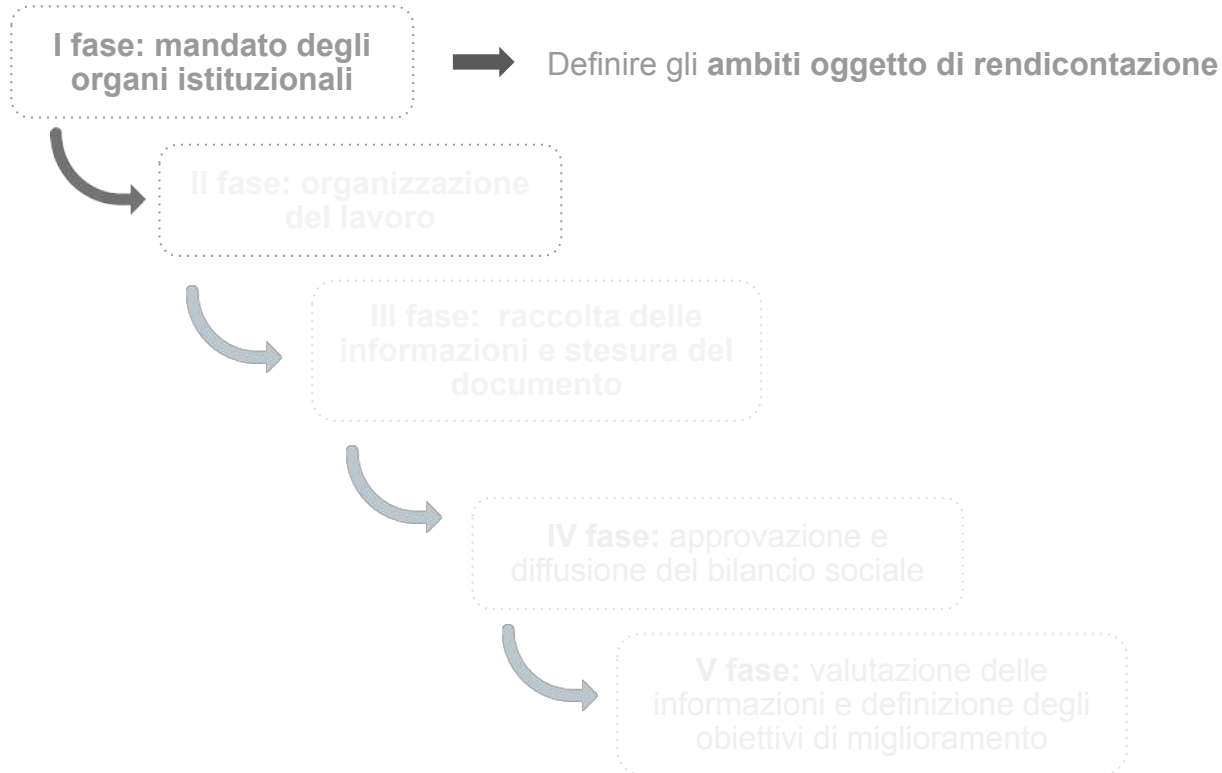 I fase: mandato degli
organi istituzionali
Definire gli ambiti oggetto di rendicontazione
II fase: organizzazione
del lavoro
III fase: raccolta delle
informazioni e stesura del
documento
IV fase: approvazione e
diffusione del bilancio sociale
V fase: valutazione delle
informazioni e definizione degli
obiettivi di miglioramento